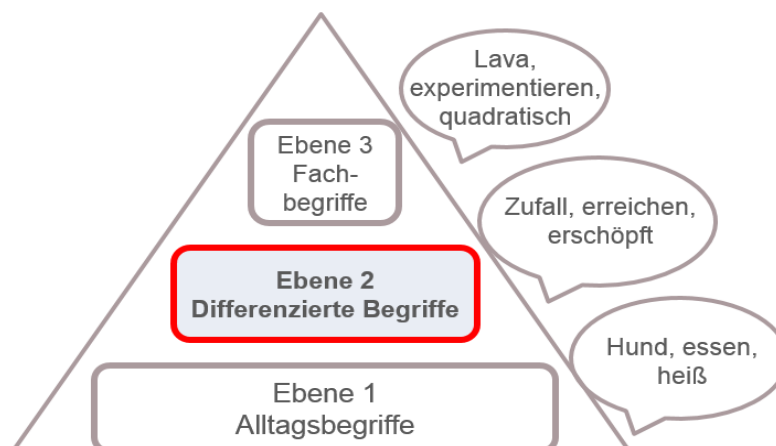 Lava,
experimentieren,
quadratisch
Ebene 3
Fach-
begriffe
Zufall, erreichen,
erschöpft
Ebene 2
Differenzierte Begriffe
Hund, essen,
heiß
Ebene 1
Alltagsbegriffe